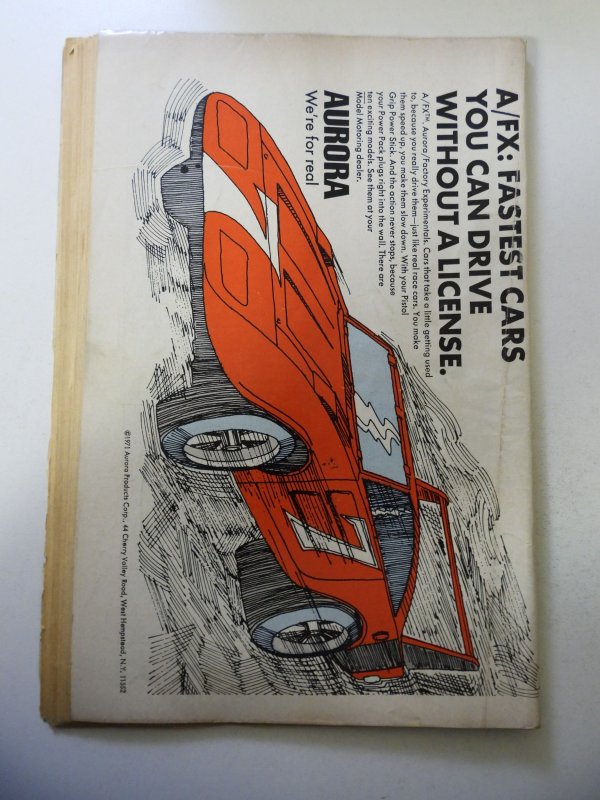 A/FX: FASTEST CARS
YOU CAN DRIVE
WITHOUT A LICENSE.
A/FX™. Aurora/Factory Experimentals. Cars that take a little getting used
to, because you really drive them—just like real race cars. You make
them speed up, you make them slow down. With your Pistol
Grip Power Stick. And the action never stops, because
your Power Pack plugs right into the wall. There are
ten exciting models. See them at your
Model Motoring dealer.
AURORA
We're for real
7
©1971 Aurora Products Corp., 44 Cherry Valley Road, West Hempstead, N.Y. 11552